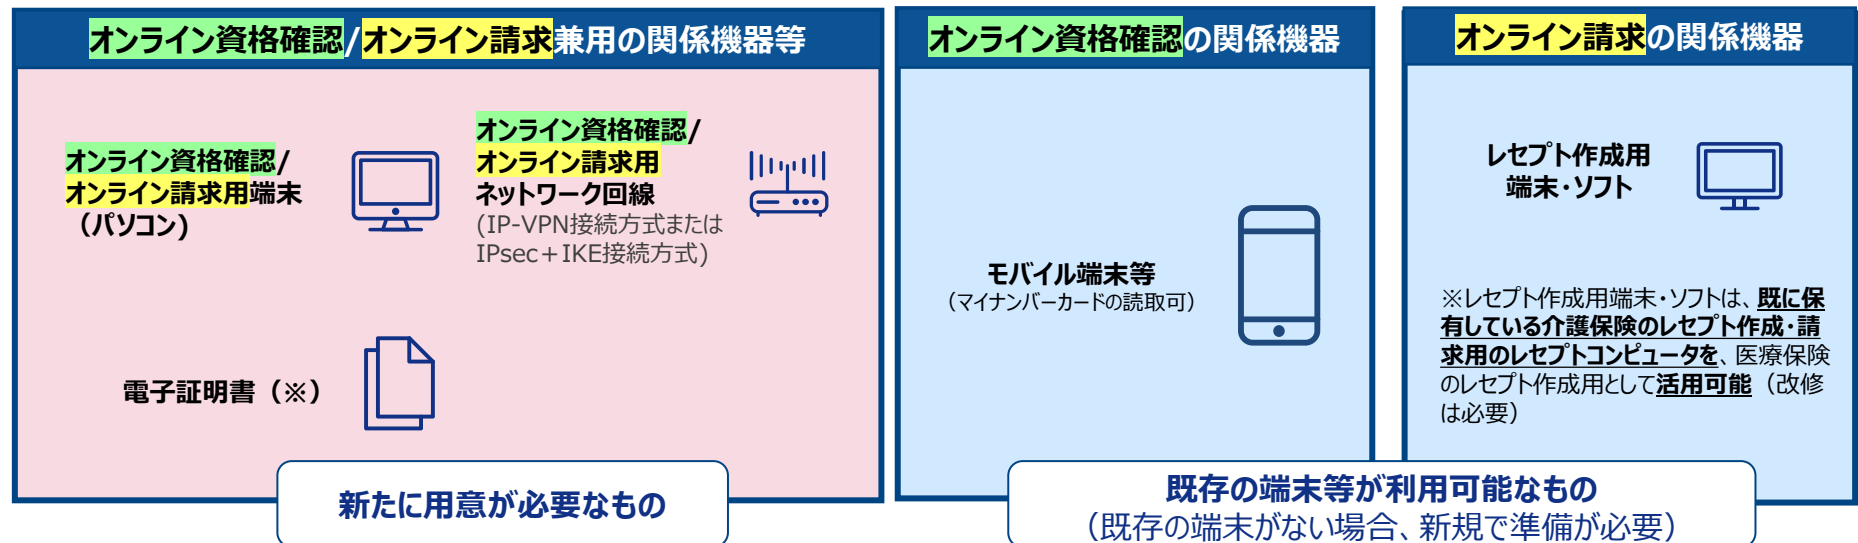 オンライン資格確認/オンライン請求兼用の関係機器等
オンライン資格確認/
オンライン請求用端末
（パソコン)
オンライン資格確認/
オンライン請求用
ネットワーク回線
(IP-VPN接続方式または
IPsec＋IKE接続方式)
電子証明書（※）
新たに用意が必要なもの
オンライン資格確認の関係機器
モバイル端末等
（マイナンバーカードの読取可）
オンライン請求の関係機器
レセプト作成用
端末・ソフト
※レセプト作成用端末・ソフトは、既に保
有している介護保険のレセプト作成・請
求用のレセプトコンピュータを、医療保険
のレセプト作成用として活用可能（改修
は必要）
既存の端末等が利用可能なもの
（既存の端末がない場合、新規で準備が必要）